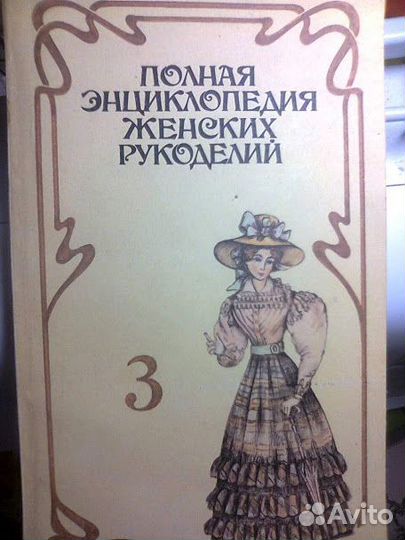 ПОЛНАЯ
ЭНЦИКЛОПЕДИЯ
ЖЕНСКИХ
РУКОДЕЛИЙ
3
Avito